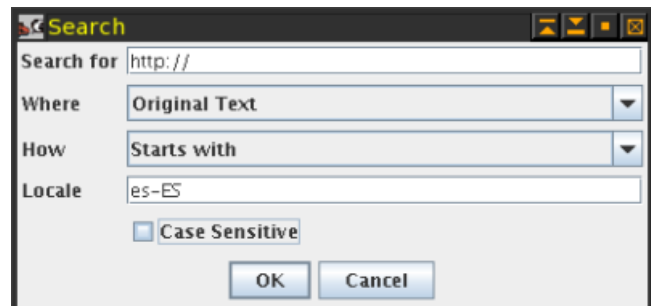 Search
Search for http://
Where Original Text
How Starts with
Locale es-ES
Case Sensitive
OK Cancel